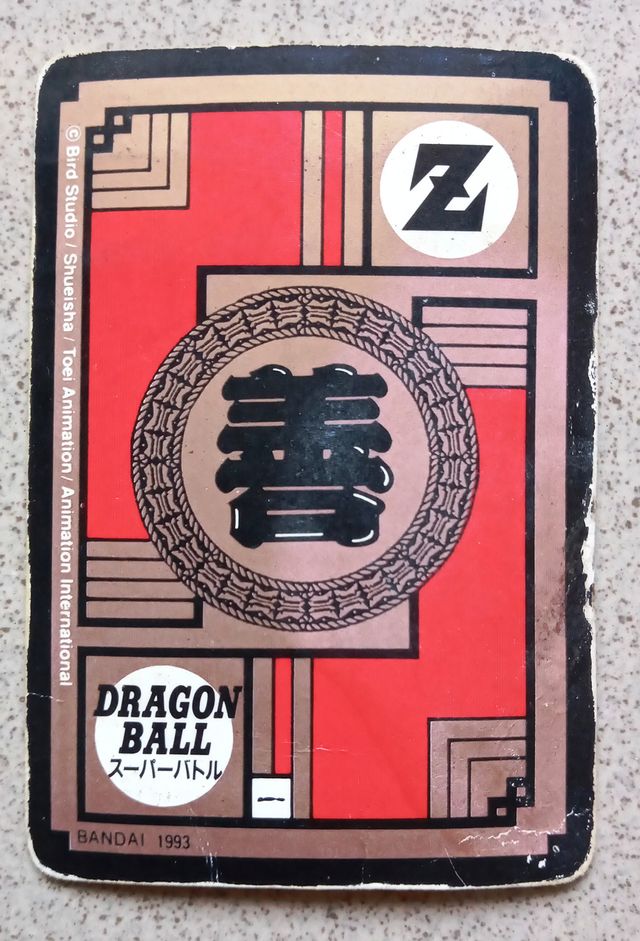 © Bird Studio / Shueisha / Toei Animation / Animation International
Z
善
DRAGON
BALL
スーパーバトル
一
BANDAI 1993